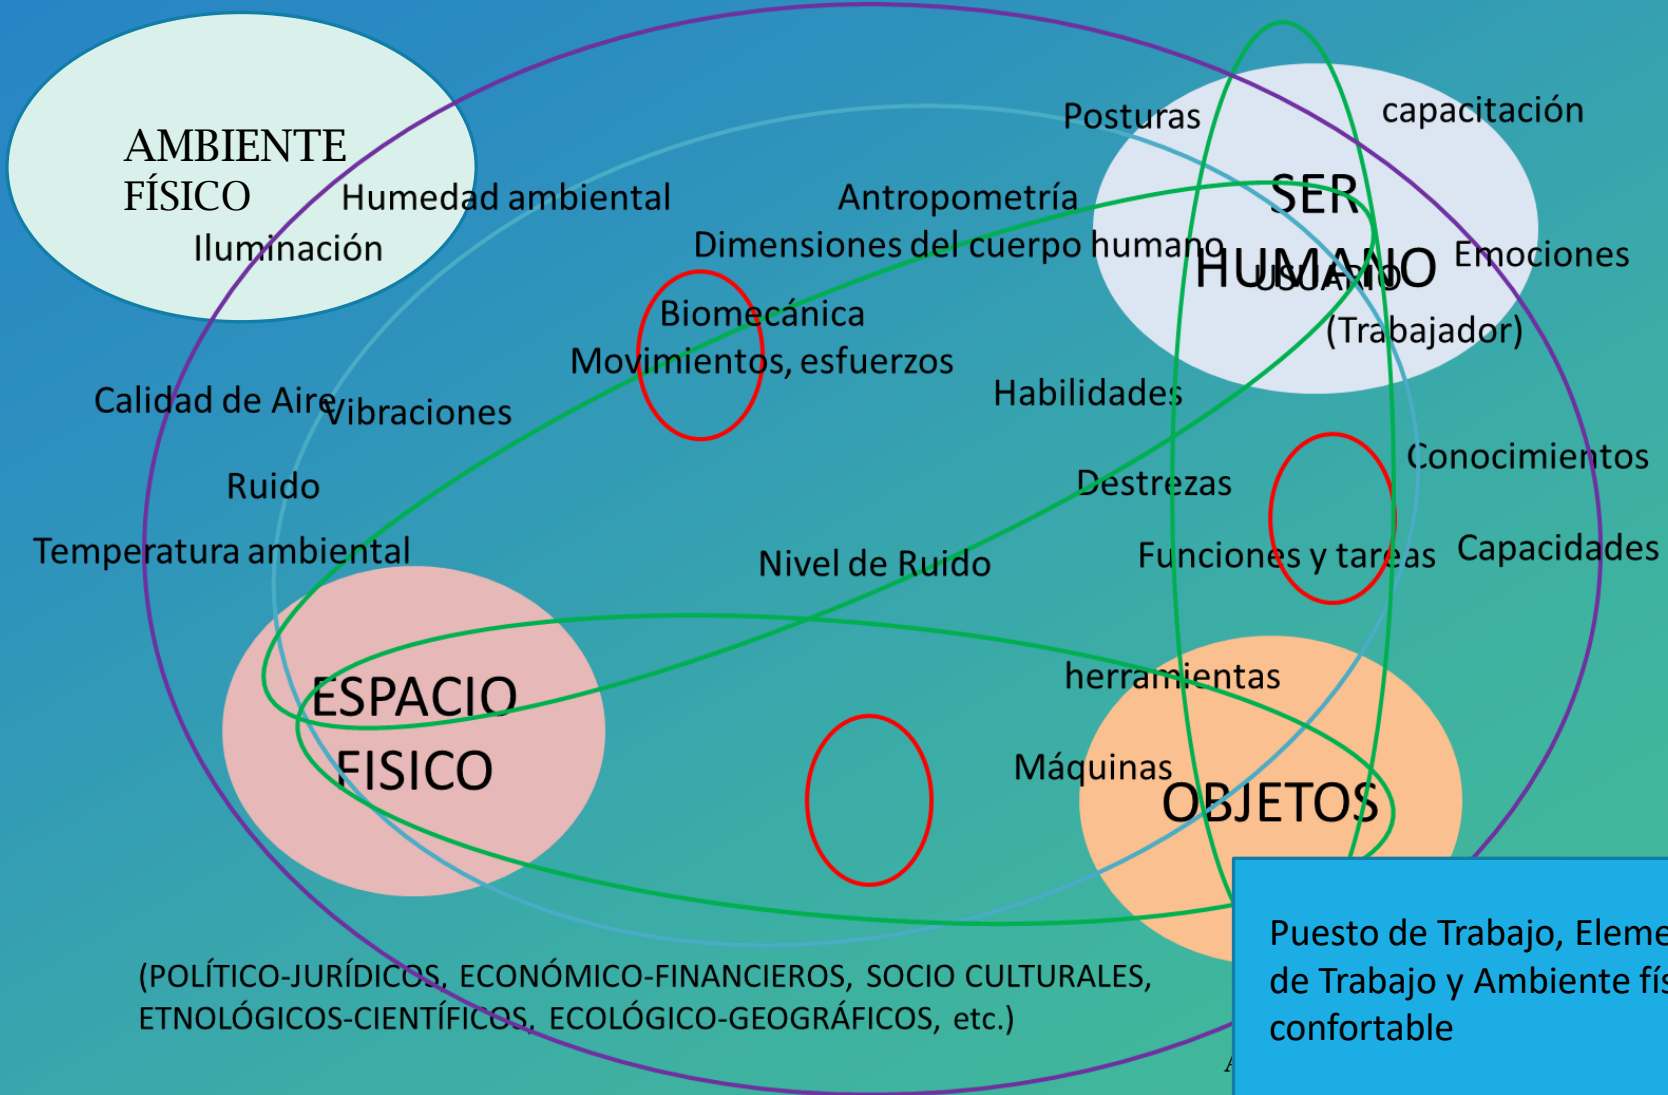 AMBIENTE
FÍSICO
Humedad ambiental
Iluminación
Posturas
capacitación
Antropometría
Dimensiones del cuerpo humano
SER
HUMANO
USUARIO
Emociones
(Trabajador)
Biomecánica
Movimientos, esfuerzos
Calidad de Aire
Vibraciones
Habilidades
Ruido
Destrezas
Conocimientos
Temperatura ambiental
Nivel de Ruido
Funciones y tareas
Capacidades
ESPACIO
FISICO
herramientas
Máquinas
OBJETOS
(POLÍTICO-JURÍDICOS, ECONÓMICO-FINANCIEROS, SOCIO CULTURALES,
ETNOLÓGICOS-CIENTÍFICOS, ECOLÓGICO-GEOGRÁFICOS, etc.)
Puesto de Trabajo,
de Trabajo y Ambiente
confortable